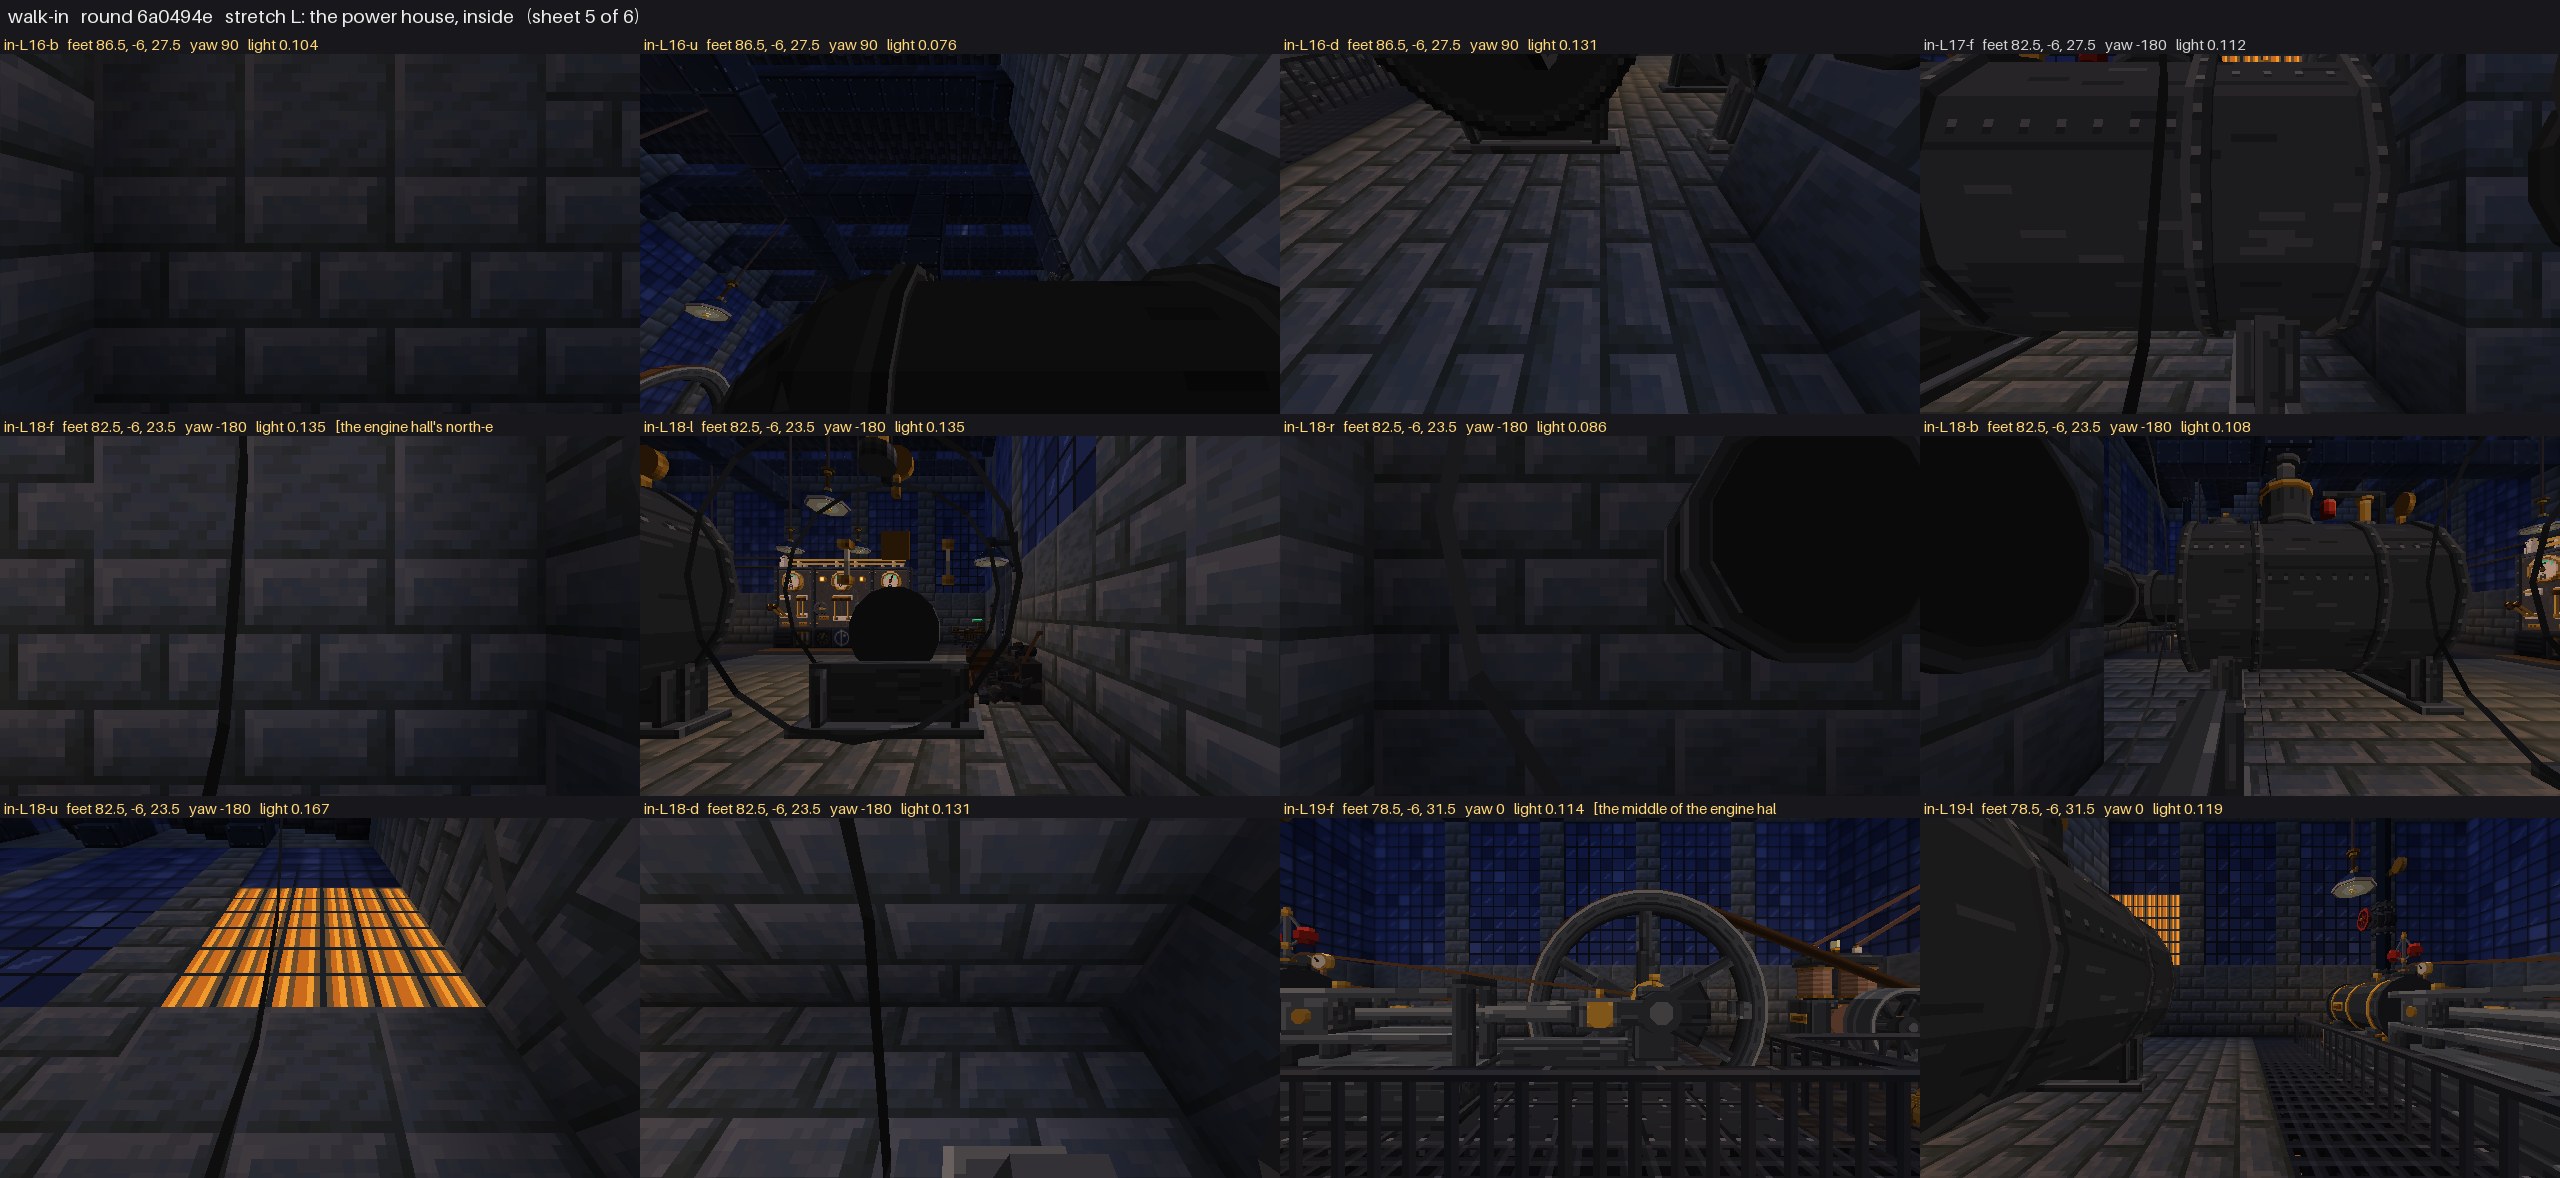 walk-in round 6a0494e stretch L: the power house, inside (sheet 5 of 6)
in-L16-b feet 86.5, -6, 27.5 yaw 90 light 0.104
in-L16-u feet 86.5, -6, 27.5 yaw 90 light 0.076
in-L16-d feet 86.5, -6, 27.5 yaw 90 light 0.131
in-L17-f feet 82.5, -6, 27.5 yaw -180 light 0.112
in-L18-f feet 82.5, -6, 23.5 yaw -180 light 0.135 [the engine hall's north-e
in-L18-l feet 82.5, -6, 23.5 yaw -180 light 0.135
in-L18-r feet 82.5, -6, 23.5 yaw -180 light 0.086
in-L18-b feet 82.5, -6, 23.5 yaw -180 light 0.108
in-L18-u feet 82.5, -6, 23.5 yaw -180 light 0.167
in-L18-d feet 82.5, -6, 23.5 yaw -180 light 0.131
in-L19-f feet 78.5, -6, 31.5 yaw 0 light 0.114 [the middle of the engine hal
in-L19-l feet 78.5, -6, 31.5 yaw 0 light 0.119